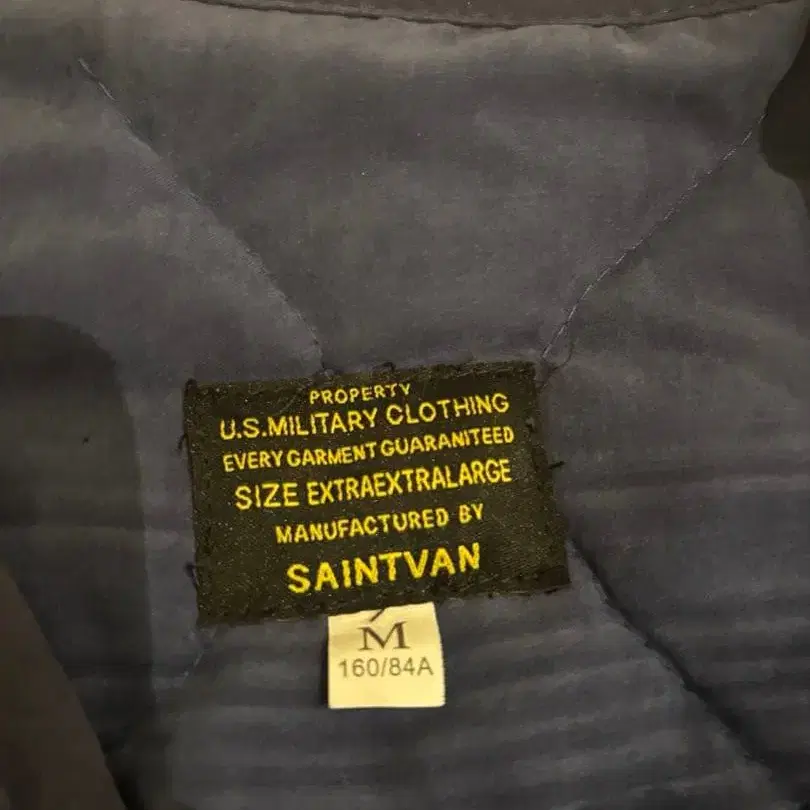 PROPERTY
U.S.MILITARY CLOTHING
EVERY GARMENT GUARANITEED
SIZE EXTRAEXTRALARGE
MANUFACTURED BY
SAINTVAN
M
160/84A